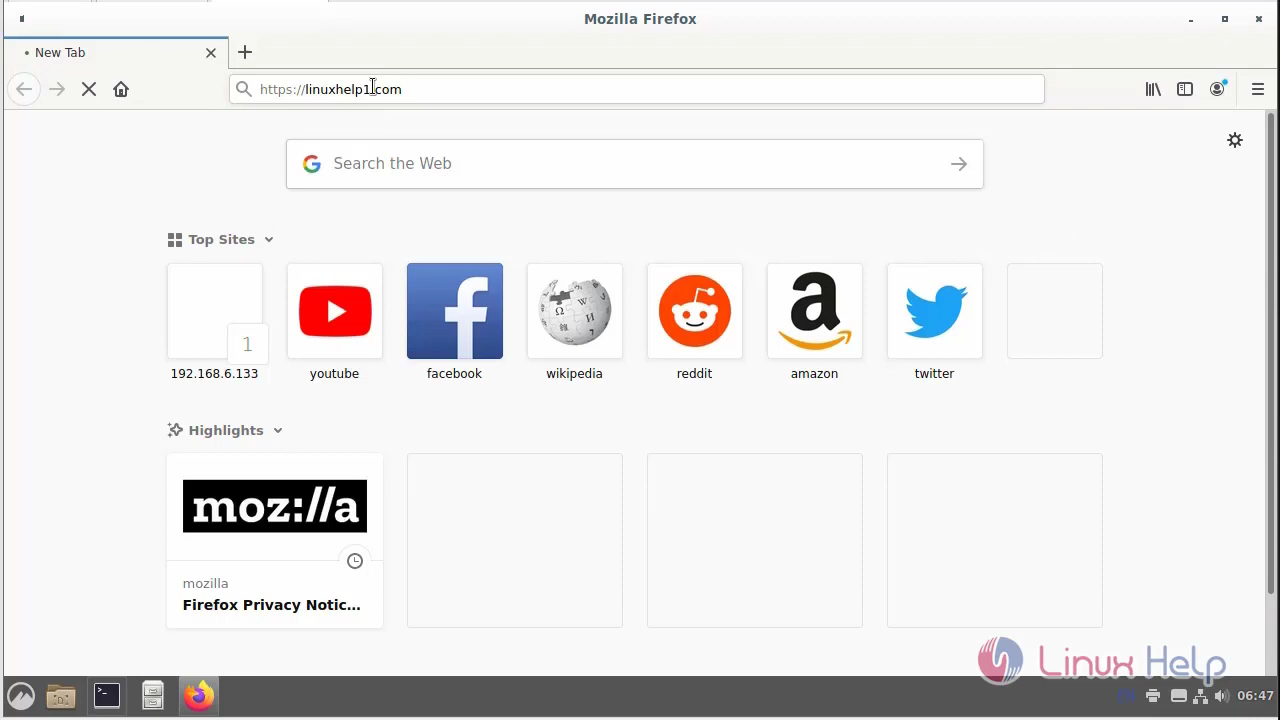 Mozilla Firefox
New Tab
https://linuxhelp1.com
Search the Web
Top Sites
1
192.168.6.133
youtube
facebook
wikipedia
reddit
amazon
twitter
Highlights
moz://a
mozilla
Firefox Privacy Notic...
Linux Help
EN
06:47